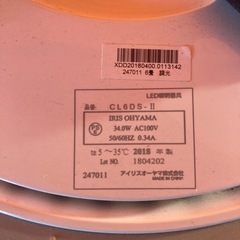 XDD20180400.0113142
247011 6畳 調光
LED照明器具
品番 CL6DS-Ⅱ
IRIS OHYAMA
34.0W AC100V
50/60HZ 0.34A
ta 5~35℃ 2018 年製
Lot No. 1804202
247011 アイリスオーヤマ株式会社
MADE IN CHINA